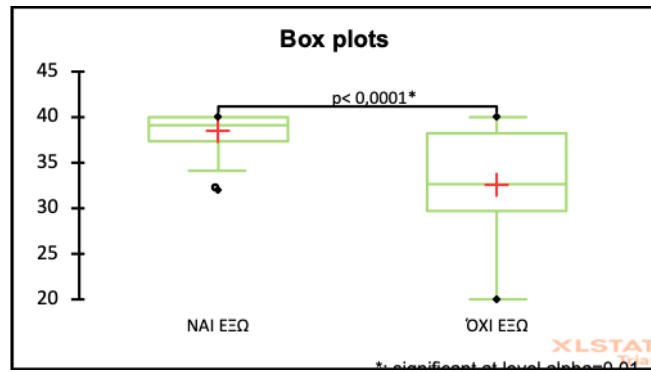 Box plots
45
p< 0,0001*
40
35
30
25
20
ΝΑΙ ΕΞΩ
ΌΧΙ ΕΞΩ
XLSTAT
Trial
*: significant at level alpha=0.01